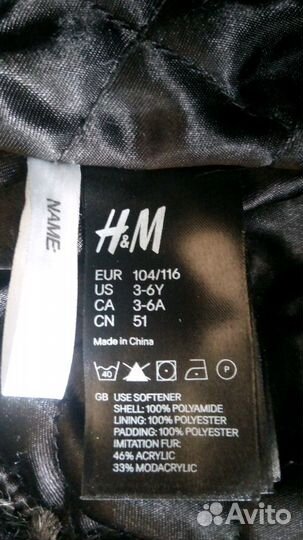 NAME:
H&M
EUR 104/116
US 3-6Y
CA 3-6A
CN 51
Made in China
40 P
GB USE SOFTENER
SHELL: 100% POLYAMIDE
LINING: 100% POLYESTER
PADDING: 100% POLYESTER
IMITATION FUR:
46% ACRYLIC
33% MODACRYLIC
Avito